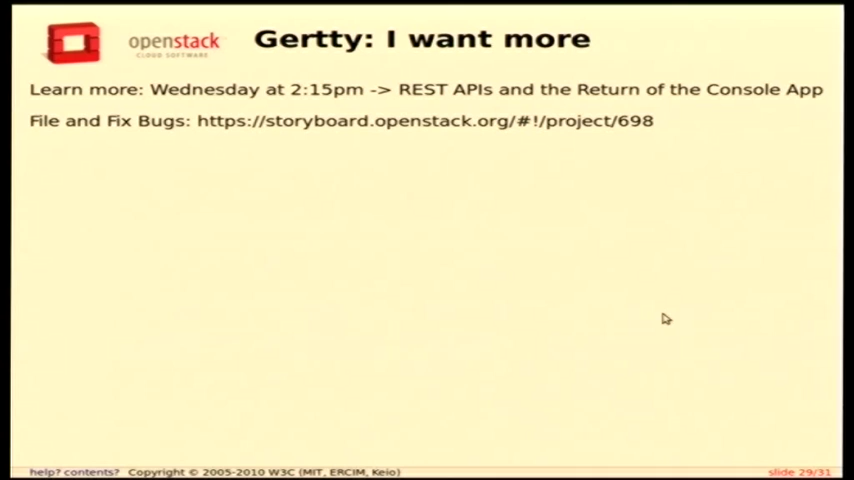 openstack
CLOUD SOFTWARE
Gertty: I want more
Learn more: Wednesday at 2:15pm -> REST APIs and the Return of the Console App
File and Fix Bugs: https://storyboard.openstack.org/#!/project/698
help? contents? Copyright © 2005-2010 W3C (MIT, ERCIM, Keio)
slide 29/31